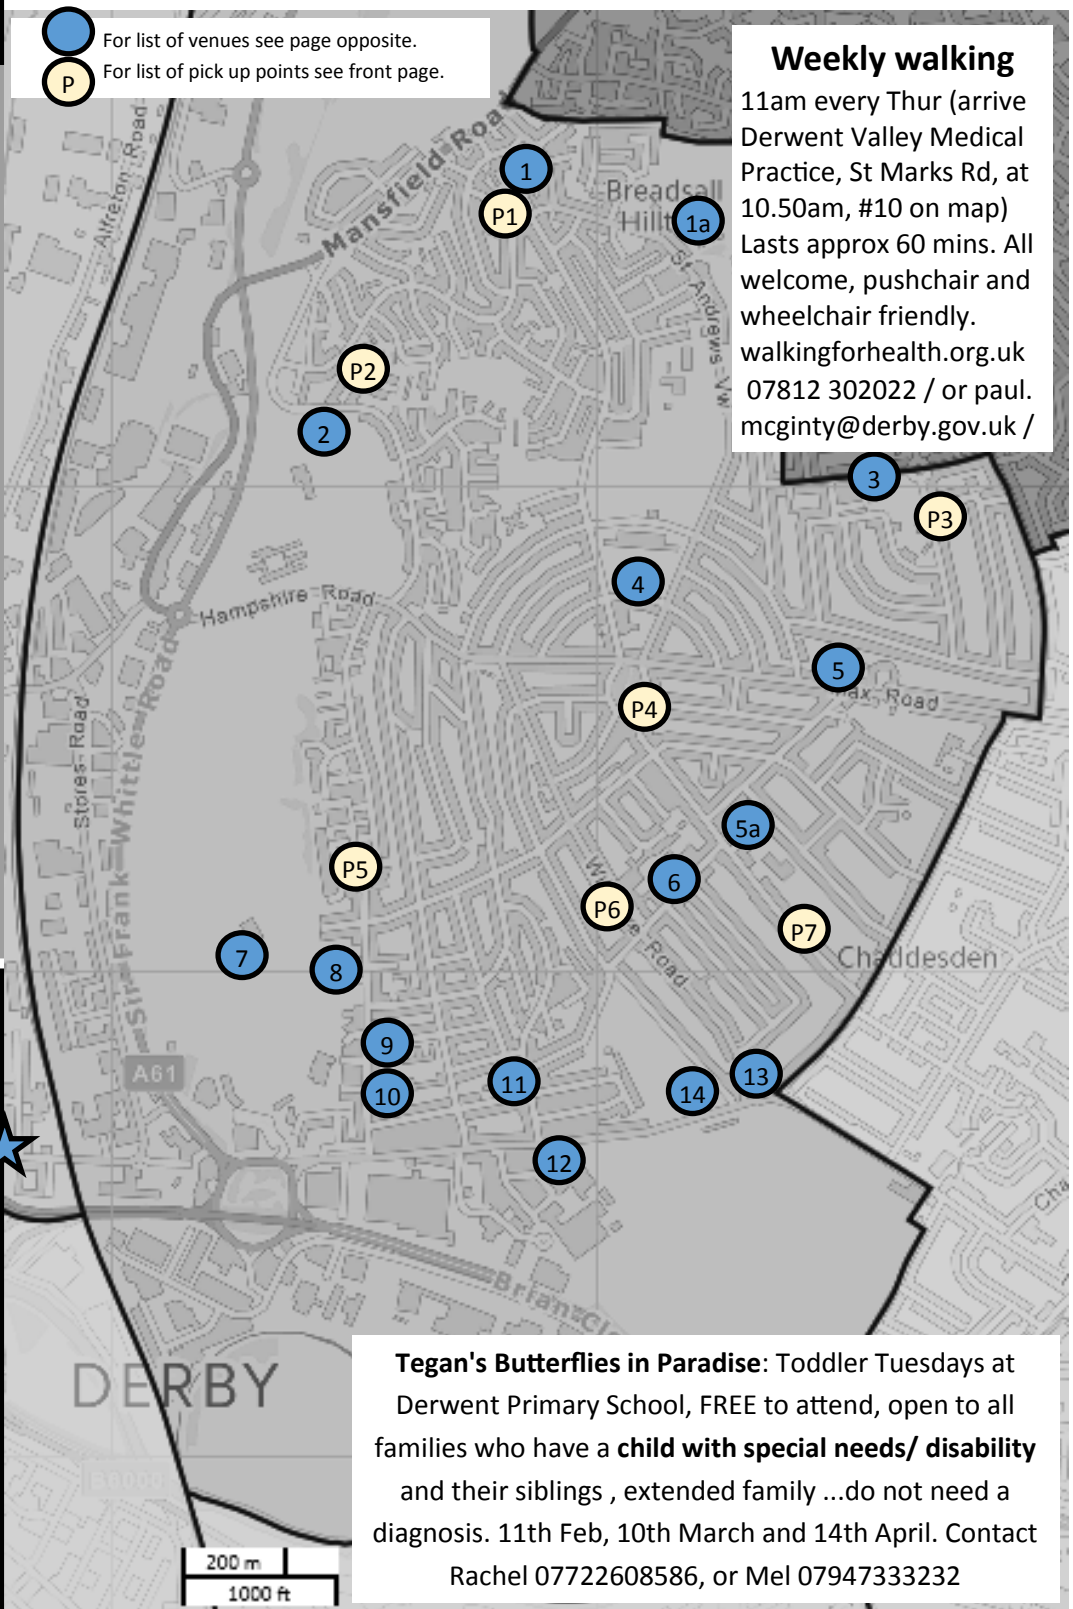 For list of venues see page opposite.
P
For list of pick up points see front page.
Weekly walking
11am every Thur (arrive
Derwent Valley Medical
Practice, St Marks Rd, at
10.50am, #10 on map)
Lasts approx 60 mins. All
welcome, pushchair and
wheelchair friendly.
walkingforhealth.org.uk
07812 302022 / or paul.
mcginty@derby.gov.uk /
Alfreton Road
Mansfield Road
1
P1
Breadsall
1a
St Andrews
P2
2
3
P3
4
Hampshire Road
5
Road
P4
Stores Road
Sir Frank Whittle Road
5a
P5
6
P6
Road
P7
Chaddesden
7
8
9
A61
10
11
14
13
12
Brian
DERBY
Tegan's Butterflies in Paradise: Toddler Tuesdays at
Derwent Primary School, FREE to attend, open to all
families who have a child with special needs/ disability
and their siblings , extended family ...do not need a
diagnosis. 11th Feb, 10th March and 14th April. Contact
Rachel 07722608586, or Mel 07947333232
200 m
1000 ft